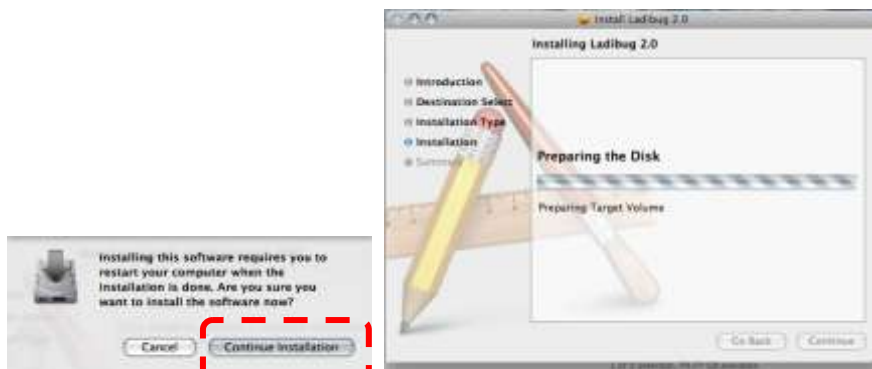 Installing this software requires you to
restart your computer when the
installation is done. Are you sure you
want to install the software now?
Cancel
Continue Installation
Install Ladibug 2.0
Installing Ladibug 2.0
Introduction
Destination Select
Installation Type
Installation
Summary
Preparing the Disk
Preparing Target Volume
Go Back
Continue